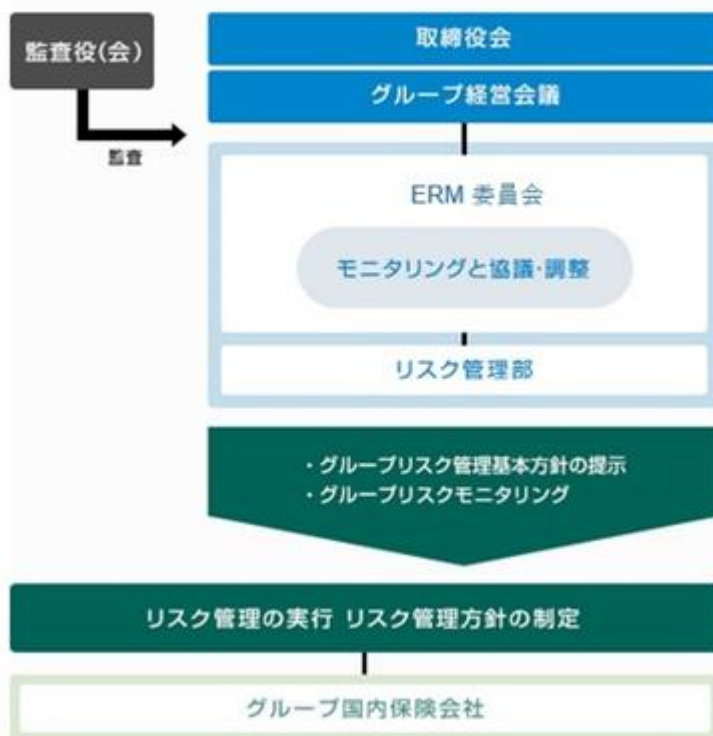 監査役(会)
監査
取締役会
グループ経営会議
ERM 委員会
モニタリングと協議・調整
リスク管理部
・グループリスク管理基本方針の提示
・グループリスクモニタリング
リスク管理の実行 リスク管理方針の制定
グループ国内保険会社